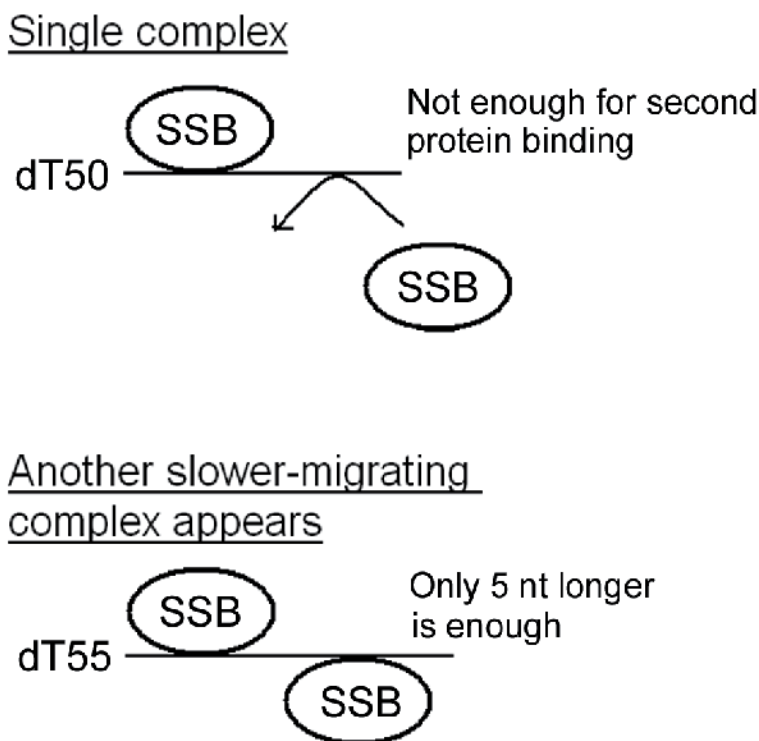 Single complex
SSB
Not enough for second
protein binding
dT50
SSB
Another slower-migrating
complex appears
SSB
Only 5 nt longer
is enough
dT55
SSB